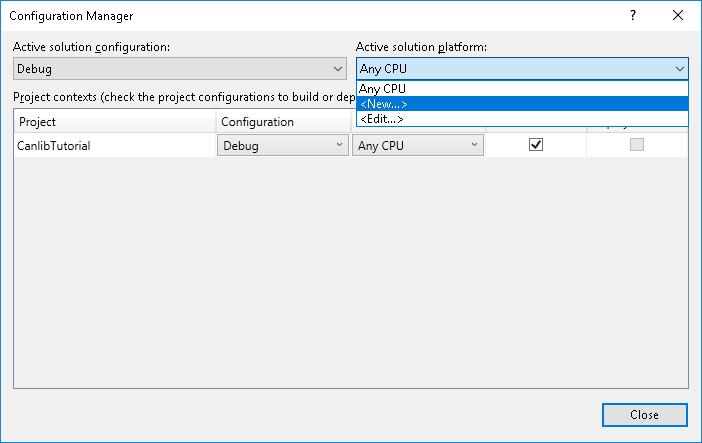 Configuration Manager
?
Active solution configuration:
Active solution platform:
Debug
Any CPU
Any CPU
<New...>
<Edit...>
Project contexts (check the project configurations to build or
Project
Configuration
CanlibTutorial
Debug
Any CPU
Close